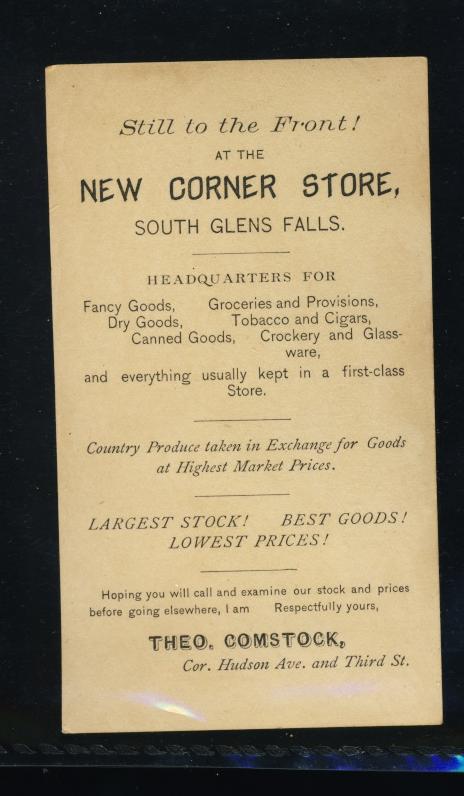 Still to the Front!
AT THE
NEW CORNER STORE,
SOUTH GLENS FALLS.
HEADQUARTERS FOR
Fancy Goods, Groceries and Provisions,
Dry Goods, Tobacco and Cigars,
Canned Goods, Crockery and Glass-
ware,
and everything usually kept in a first-class
Store.
Country Produce taken in Exchange for Goods
at Highest Market Prices.
LARGEST STOCK! BEST GOODS!
LOWEST PRICES!
Hoping you will call and examine our stock and prices
before going elsewhere, I am Respectfully yours,
THEO. COMSTOCK,
Cor. Hudson Ave. and Third St.